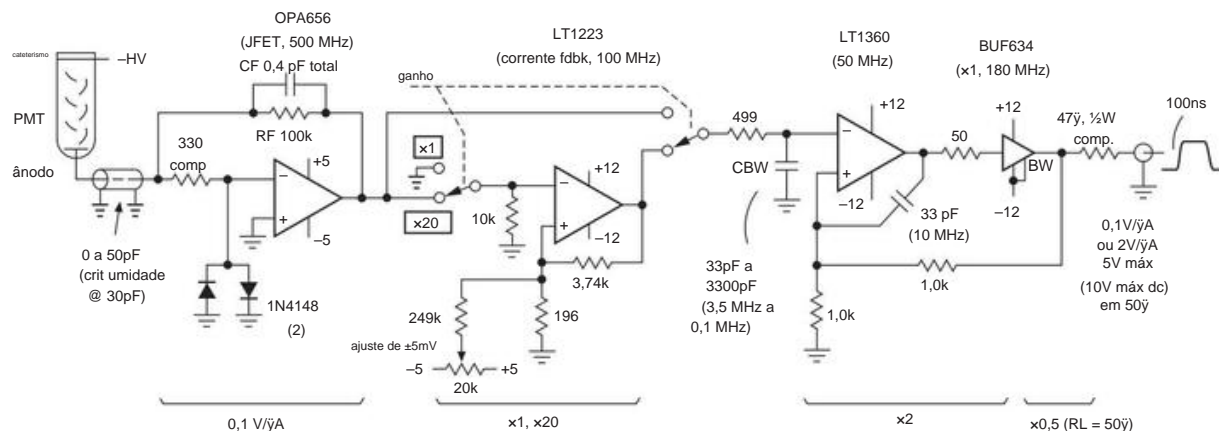 OPA656
(JFET, 500 MHz)
CF 0,4 pF total
RF 100k
cateterismo
–HV
PMT
ânodo
330
comp
+5
–5
−
+
0 a 50pF
(crit umidade
@ 30pF)
1N4148
(2)
LT1223
(corrente fdbk, 100 MHz)
ganho
×1
×20
10k
−
+
+12
–12
3,74k
249k
196
ajuste de ±5mV
–5
+5
20k
499
CBW
33pF a
3300pF
(3,5 MHz a
0,1 MHz)
LT1360
(50 MHz)
+12
−
+
–12
33 pF
(10 MHz)
1,0k
1,0k
50
BUF634
(×1, 180 MHz)
+12
BW
–12
47ÿ, ½W
comp.
100ns
0,1V/ÿA
ou 2V/ÿA
5V máx
(10V máx dc)
em 50ÿ
0,1 V/ÿA
×1, ×20
×2
×0,5 (RL = 50ÿ)